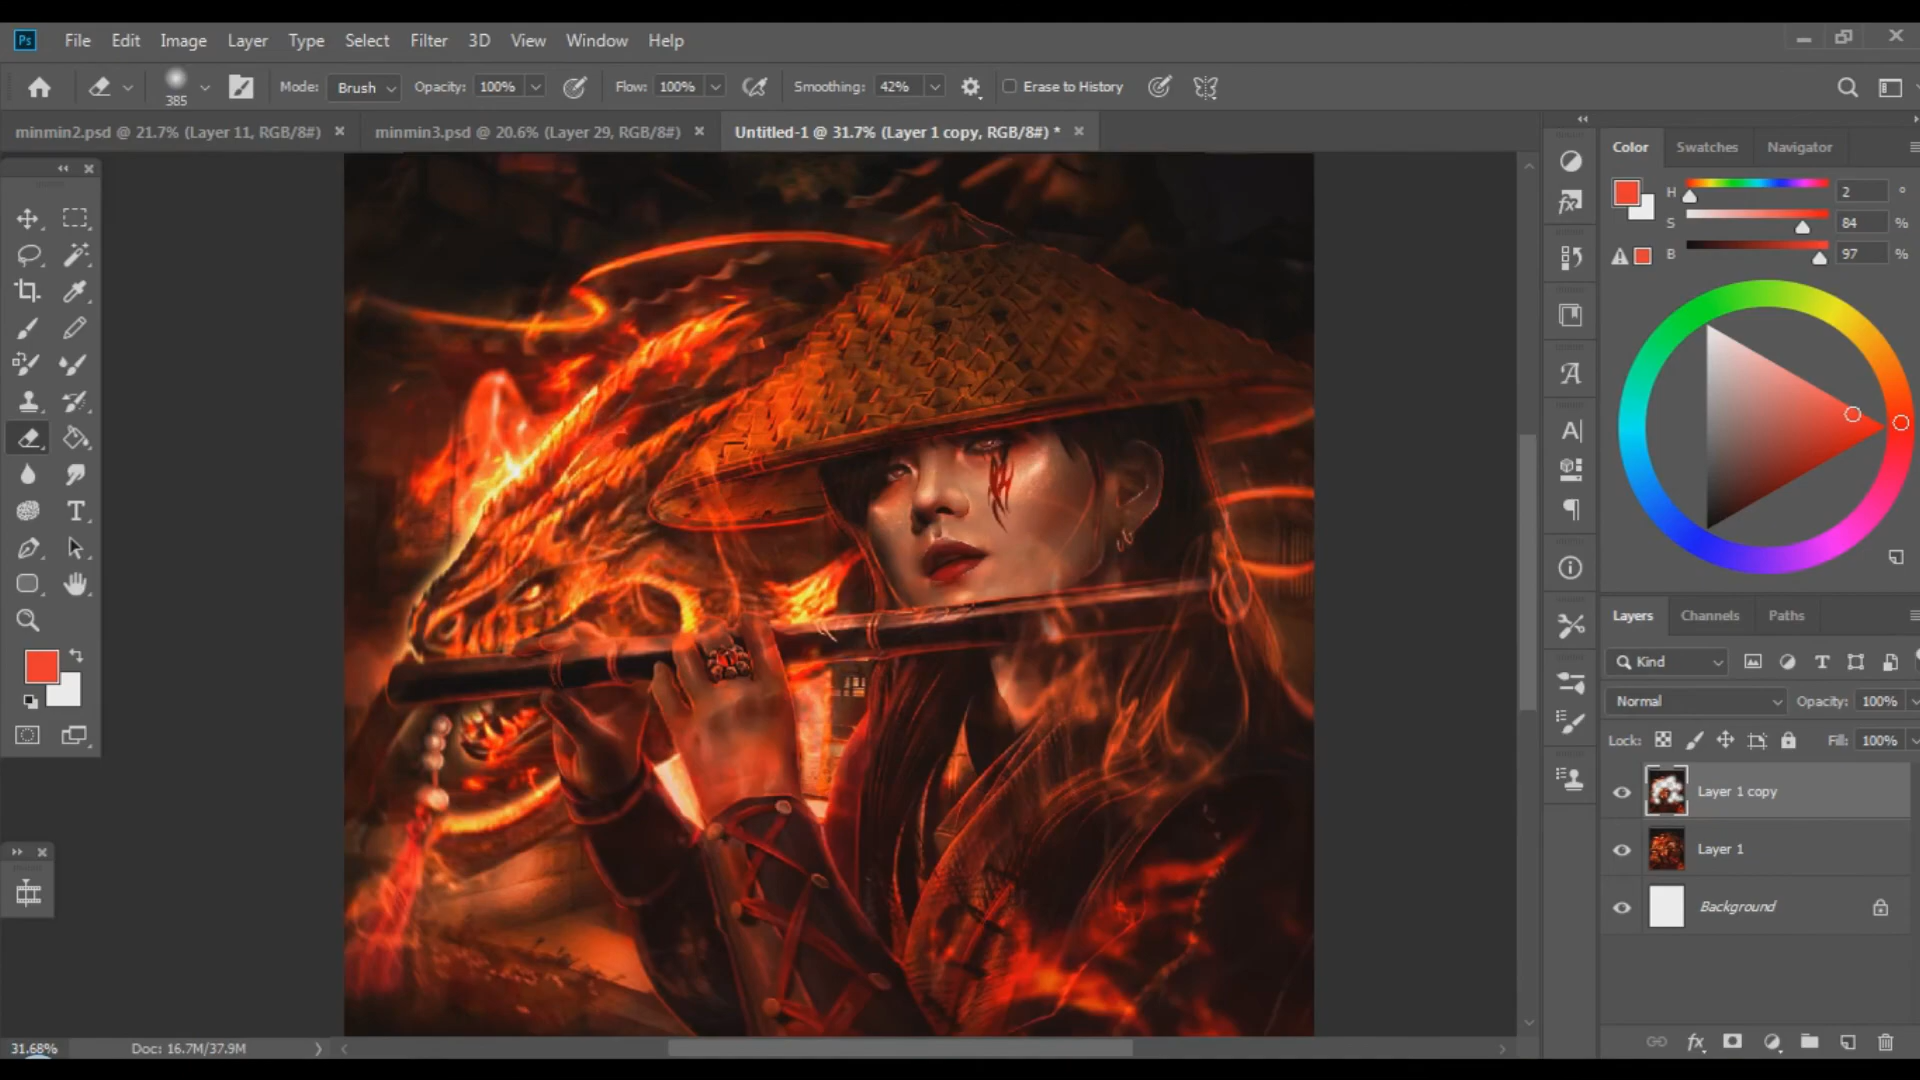 Ps File Edit Image Layer Type Select Filter 3D View Window Help
385 Mode: Brush Opacity: 100% Flow: 100% Smoothing: 42% Erase to History
minmin2.psd @ 21.7% (Layer 11, RGB/8#) minmin3.psd @ 20.6% (Layer 29, RGB/8#) Untitled-1 @ 31.7% (Layer 1 copy, RGB/8#) *
Color Swatches Navigator
H 2 °
S 84 %
B 97 %
Layers Channels Paths
Kind
Normal Opacity: 100%
Lock: Fill: 100%
Layer 1 copy
Layer 1
Background
31.68% Doc: 16.7M/37.9M